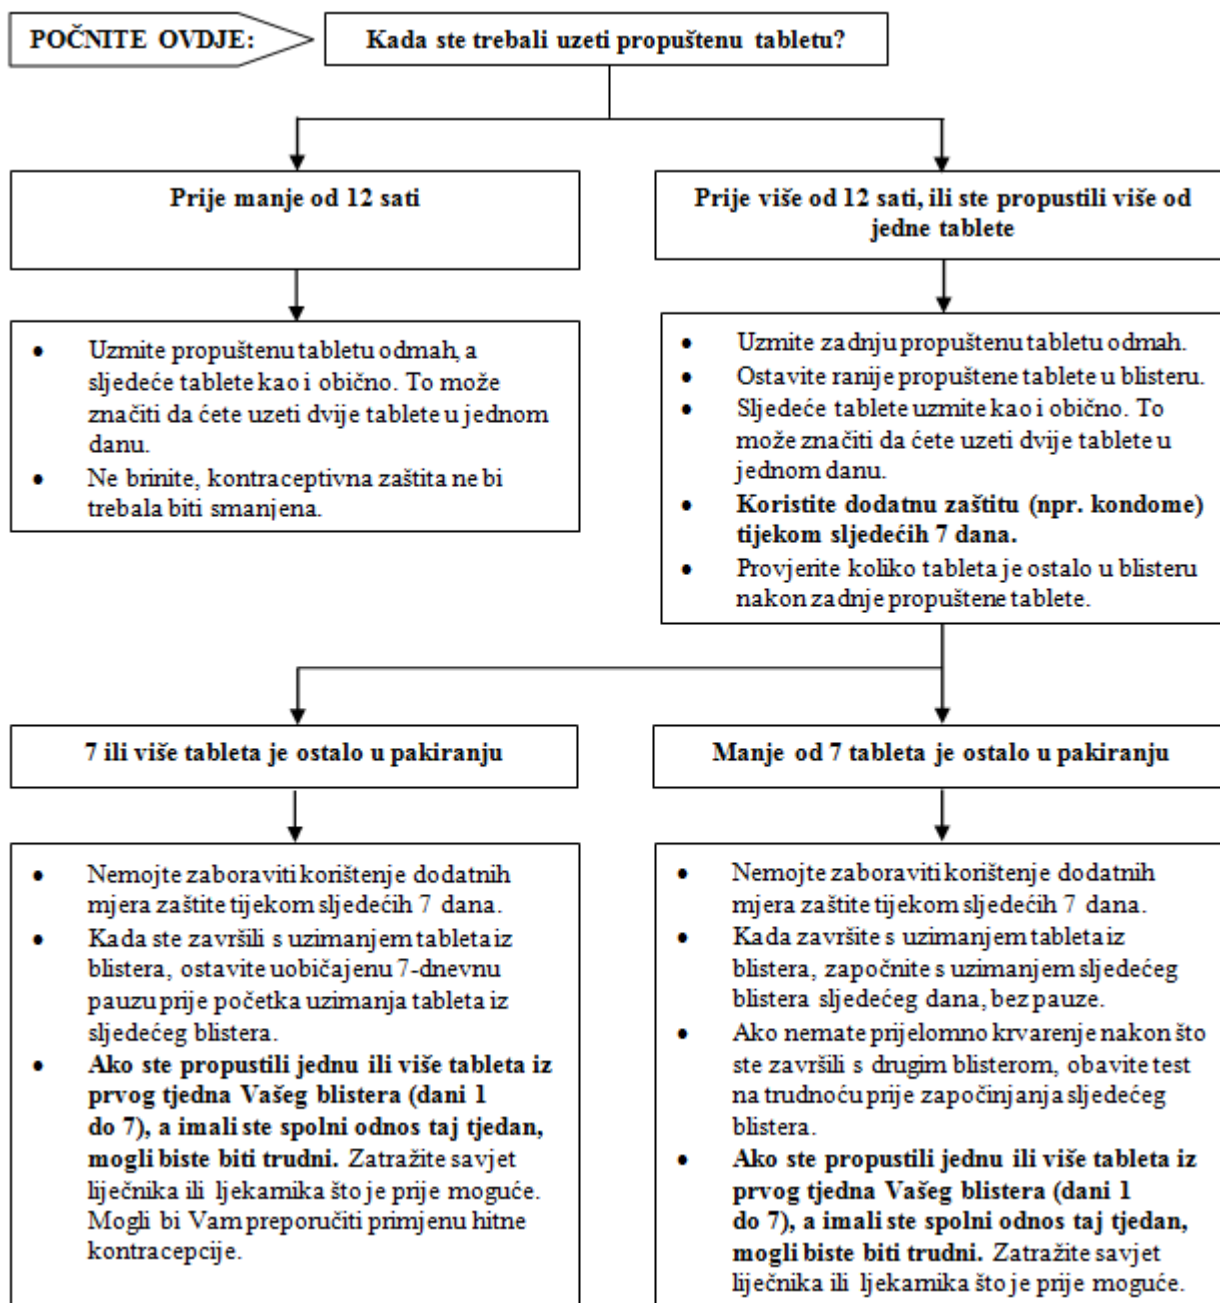 POČNITE OVDJE:
Kada ste trebali uzeti propuštenu tabletu?
Prije manje od 12 sati
Prije više od 12 sati, ili ste propustili više od
jedne tablete
• Uzmite propuštenu tabletu odmah, a
sljedeće tablete kao i obično. To može
značiti da ćete uzeti dvije tablete u jednom
danu.
• Ne brinite, kontraceptivna zaštita ne bi
trebala biti smanjena.
• Uzmite zadnju propuštenu tabletu odmah.
• Ostavite ranije propuštene tablete u blisteru.
• Sljedeće tablete uzmite kao i obično. To
može značiti da ćete uzeti dvije tablete u
jednom danu.
• Koristite dodatnu zaštitu (npr. kondome)
tijekom sljedećih 7 dana.
• Provjerite koliko tableta je ostalo u blisteru
nakon zadnje propuštene tablete.
7 ili više tableta je ostalo u pakiranju
Manje od 7 tableta je ostalo u pakiranju
• Nemojte zaboraviti korištenje dodatnih
mjera zaštite tijekom sljedećih 7 dana.
• Kada ste završili s uzimanjem tableta iz
blistera, ostavite uobičajenu 7-dnevnu
pauzu prije početka uzimanja tableta iz
sljedećeg blistera.
• Ako ste propustili jednu ili više tableta iz
prvog tjedna Vašeg blistera (dani 1
do 7), a imali ste spolni odnos taj tjedan,
mogli biste biti trudni. Zatražite savjet
liječnika ili ljekarnika što je prije moguće.
Mogli bi Vam preporučiti primjenu hitne
kontracepcije.
• Nemojte zaboraviti korištenje dodatnih
mjera zaštite tijekom sljedećih 7 dana.
• Kada završite s uzimanjem tableta iz
blistera, započnite s uzimanjem sljedećeg
blistera sljedećeg dana, bez pauze.
• Ako nemate prijelomno krvarenje nakon što
ste završili s drugim blisterom, obavite test
na trudnoću prije započinjanja sljedećeg
blistera.
• Ako ste propustili jednu ili više tableta iz
prvog tjedna Vašeg blistera (dani 1
do 7), a imali ste spolni odnos taj tjedan,
mogli biste biti trudni. Zatražite savjet
liječnika ili ljekarnika što je prije moguće.